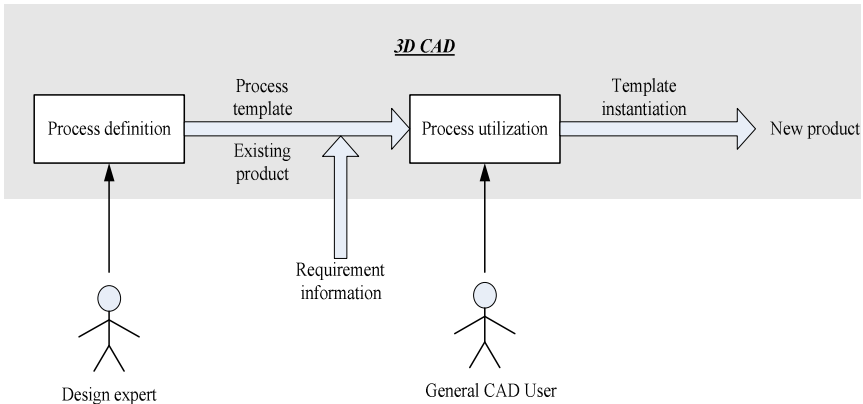 3D CAD
Process
template
Template
instantiation
Process definition
Process utilization
New product
Existing
product
Requirement
information
Design expert
General CAD User